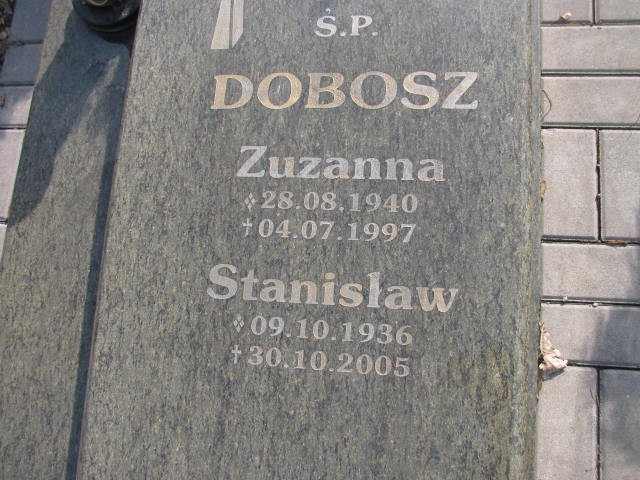 Ś.P.
DOBOSZ
Zuzanna
28.08.1940
†04.07.1997
Stanisław
09.10.1936
†30.10.2005